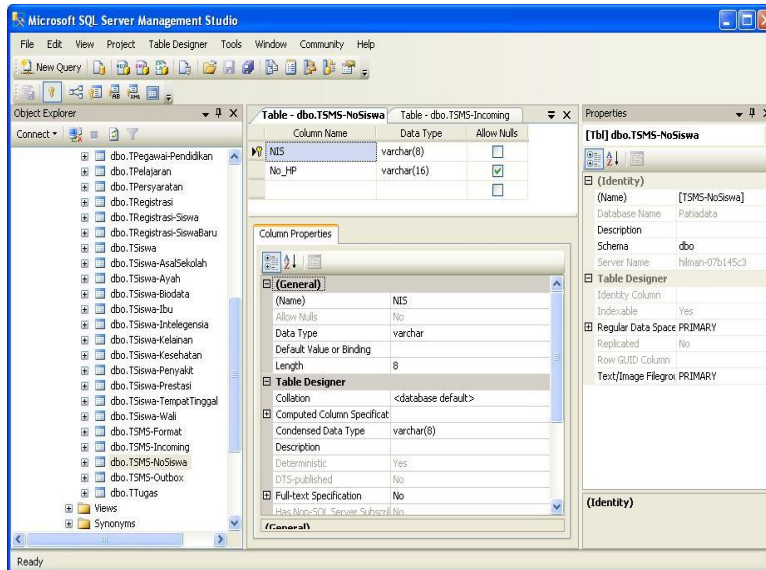 Microsoft SQL Server Management Studio
File Edit View Project Table Designer Tools Window Community Help
New Query
Object Explorer
Connect
dbo.TPegawai-Pendidikan
dbo.TPelajaran
dbo.TPersyaratan
dbo.TRegistrasi
dbo.TRegistrasi-Siswa
dbo.TRegistrasi-SiswaBaru
dbo.TSiswa
dbo.TSiswa-AsalSekolah
dbo.TSiswa-Ayah
dbo.TSiswa-Biodata
dbo.TSiswa-Ibu
dbo.TSiswa-Intelegensia
dbo.TSiswa-Kelainan
dbo.TSiswa-Kesehatan
dbo.TSiswa-Penyakit
dbo.TSiswa-Prestasi
dbo.TSiswa-TempatTinggal
dbo.TSiswa-Wali
dbo.TSMS-Format
dbo.TSMS-Incoming
dbo.TSMS-NoSiswa
dbo.TSMS-Outbox
dbo.TTugas
Views
Synonyms
Table - dbo.TSMS-NoSiswa Table - dbo.TSMS-Incoming
Column Name Data Type Allow Nulls
NIS varchar(8)
No_HP varchar(16)
Column Properties
(General)
(Name) NIS
Allow Nulls No
Data Type varchar
Default Value or Binding
Length 8
Table Designer
Collation <database default>
Computed Column Specificat
Condensed Data Type varchar(8)
Description
Deterministic Yes
DTS-published No
Full-text Specification No
Has Non-SQL Server Subscril No
(General)
Properties
[Tbl] dbo.TSMS-NoSiswa
(Identity)
(Name) [TSMS-NoSiswa]
Database Name Patiadata
Description
Schema dbo
Server Name hilman-07b145c3
Table Designer
Identity Column
Indexable Yes
Regular Data Space PRIMARY
Replicated No
Row GUID Column
Text/Image Filegrou PRIMARY
(Identity)
Ready